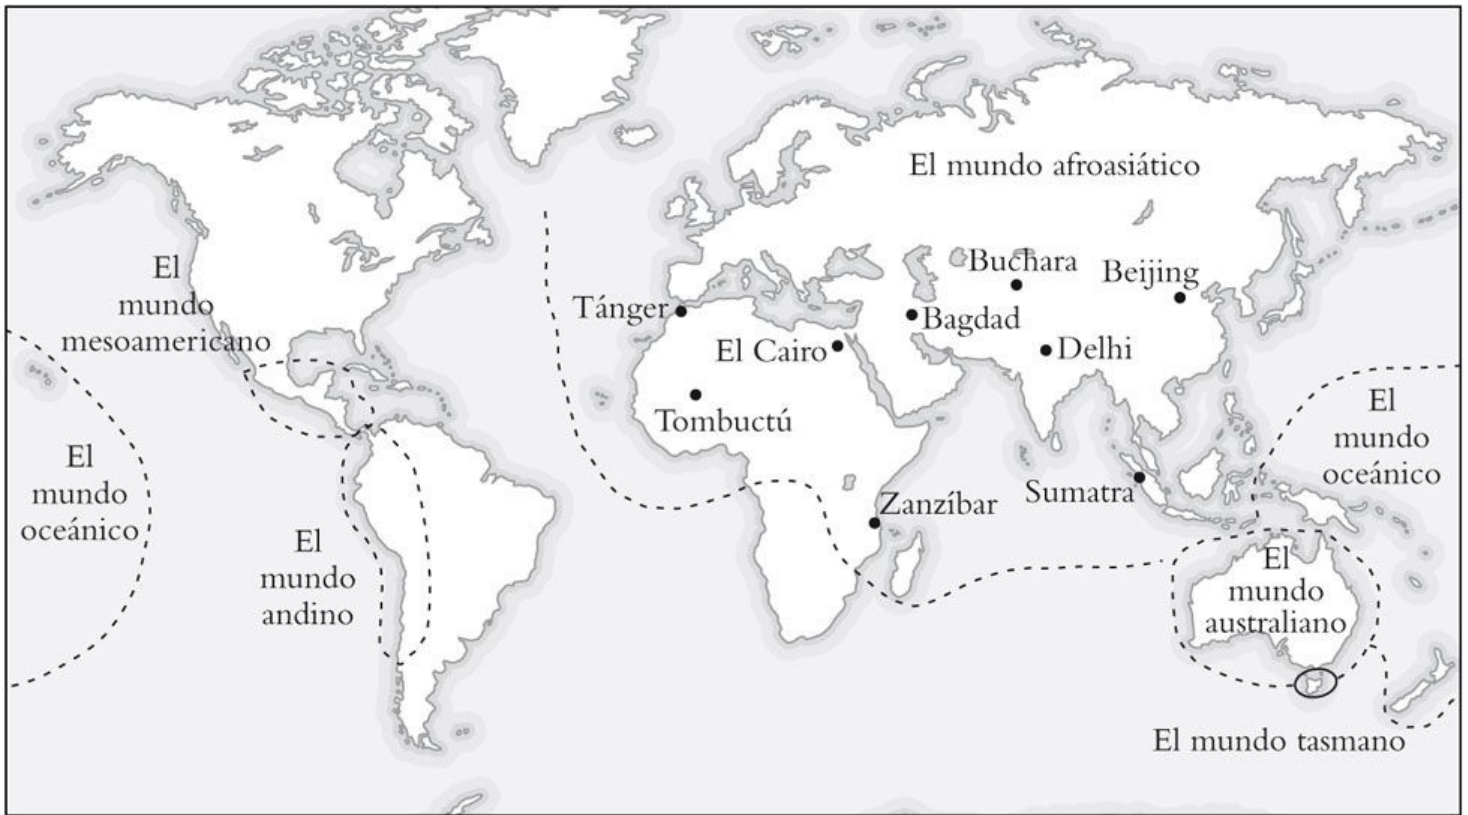 El mundo afroasiático
El
mundo
mesoamericano
Buchara
Beijing
Tánger
Bagdad
El Cairo
Delhi
Tombuctú
El
mundo
oceánico
El
mundo
oceánico
Sumatra
Zanzíbar
El
mundo
andino
El
mundo
australiano
El mundo tasmano